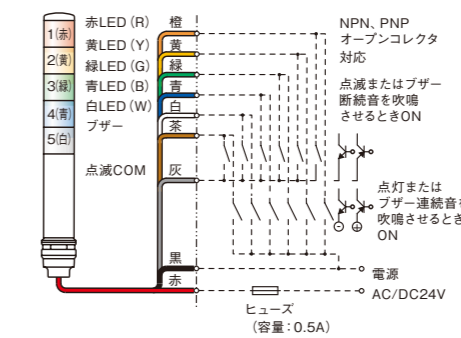 1(赤)
2(黄)
3(緑)
4(青)
5(白)
赤LED(R)
黄LED(Y)
緑LED(G)
青LED(B)
白LED(W)
ブザー
点滅COM
橙
黄
緑
青
白
茶
灰
黒
赤
NPN、PNP
オープンコレクタ
対応
点滅またはブザー
断続音を吹鳴
させるときON
点灯または
ブザー連続音を
吹鳴させるとき
ON
電源
AC/DC24V
ヒューズ
(容量:0.5A)